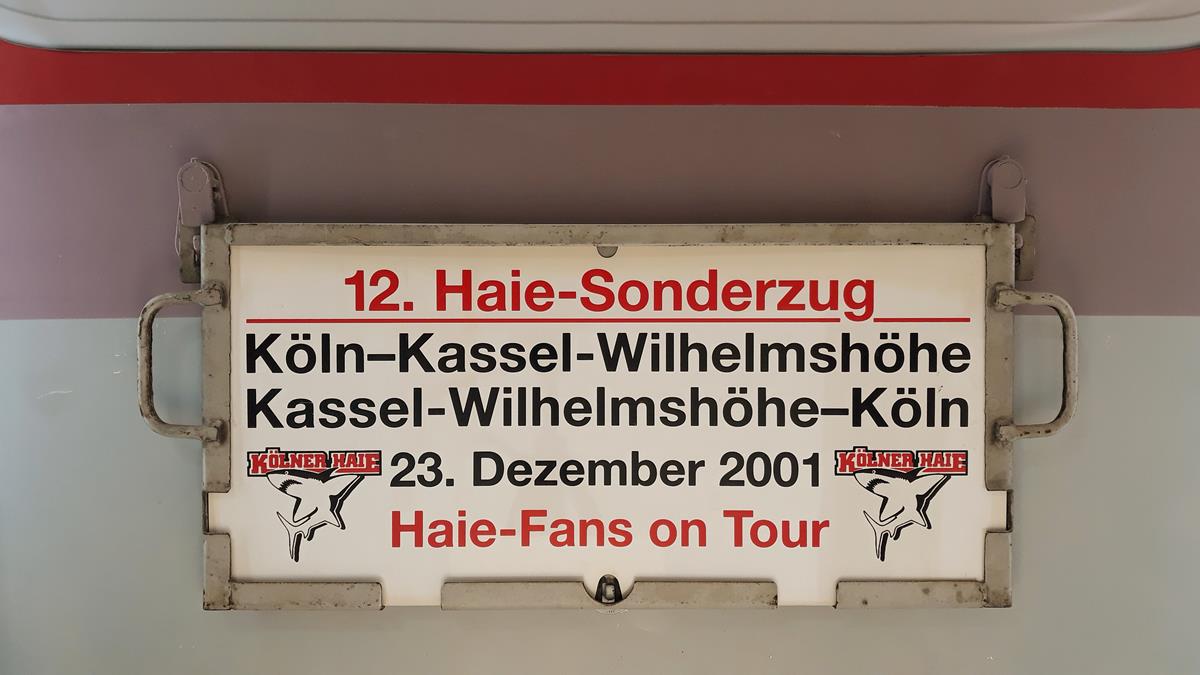 12. Haie-Sonderzug
Köln–Kassel-Wilhelmshöhe
Kassel-Wilhelmshöhe–Köln
KÖLNER HAIE 23. Dezember 2001 KÖLNER HAIE
Haie-Fans on Tour